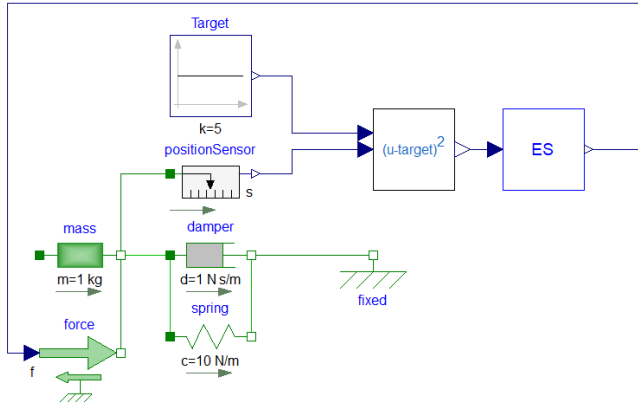 Target
k=5
positionSensor
s
(u-target)²
ES
mass
m=1 kg
damper
d=1 N s/m
spring
c=10 N/m
fixed
force
f